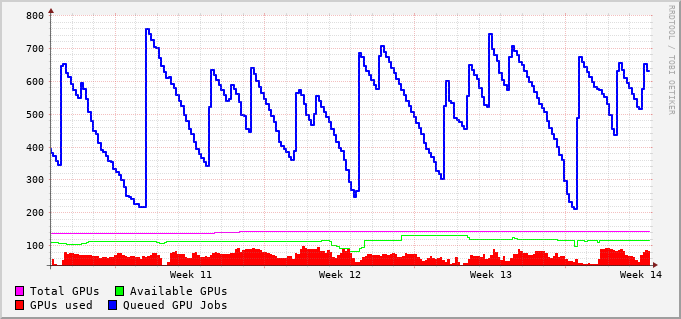 800
700
600
500
400
300
200
100
Week 11 Week 12 Week 13 Week 14
Total GPUs Available GPUs
GPUs used Queued GPU Jobs
RRDTOOL / TOBI OETIKER